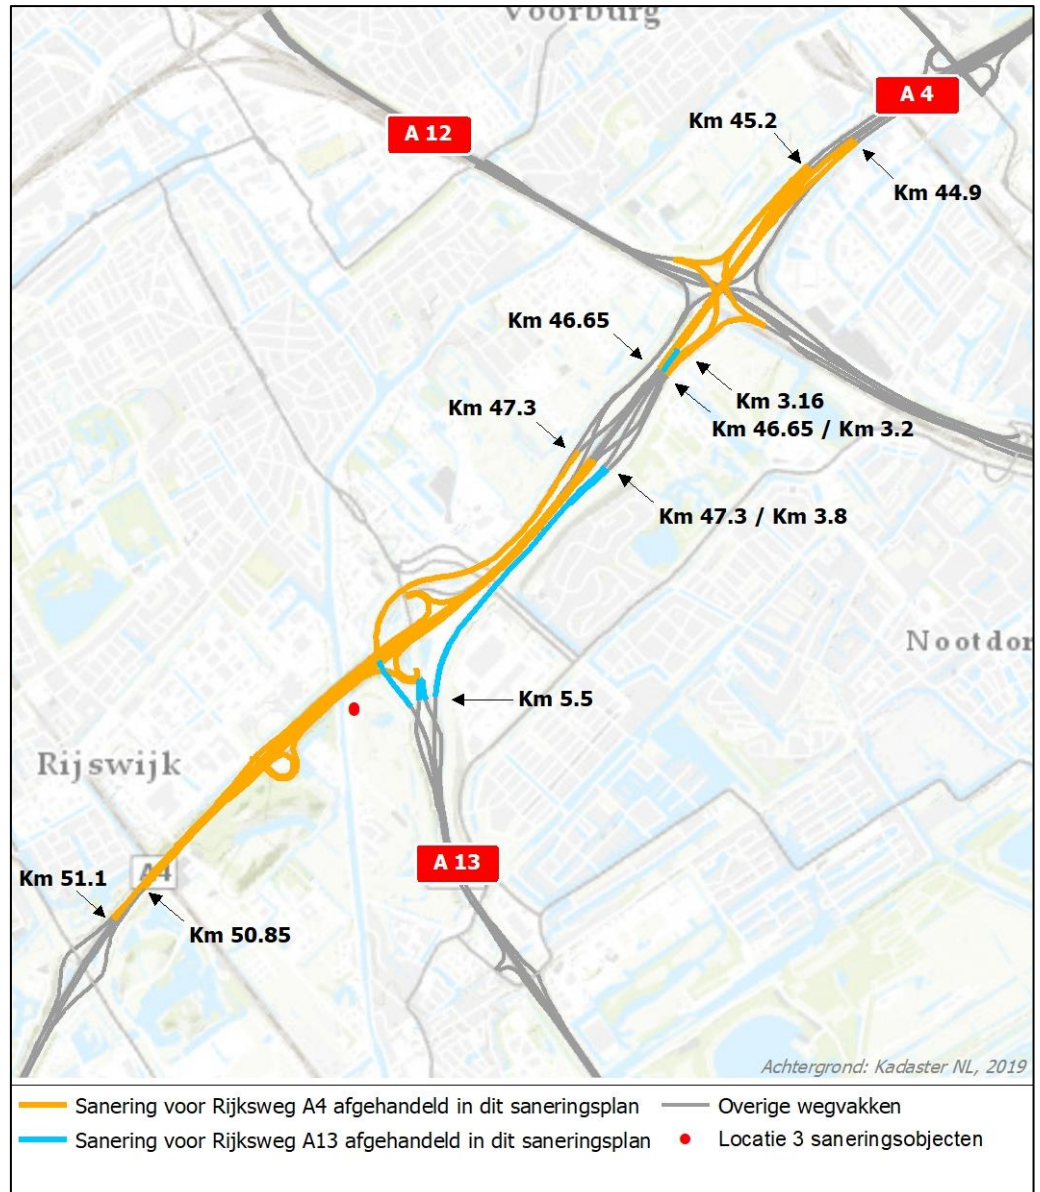 Voorburg
A 4
A 12
Km 45.2
Km 44.9
Km 46.65
Km 3.16
Km 47.3
Km 46.65 / Km 3.2
Km 47.3 / Km 3.8
Nootdor
Km 5.5
Rijswijk
A 13
A4
Km 51.1
Km 50.85
Achtergrond: Kadaster NL, 2019
Sanering voor Rijksweg A4 afgehandeld in dit saneringsplan
Overige wegvakken
Sanering voor Rijksweg A13 afgehandeld in dit saneringsplan
Locatie 3 saneringsobjecten